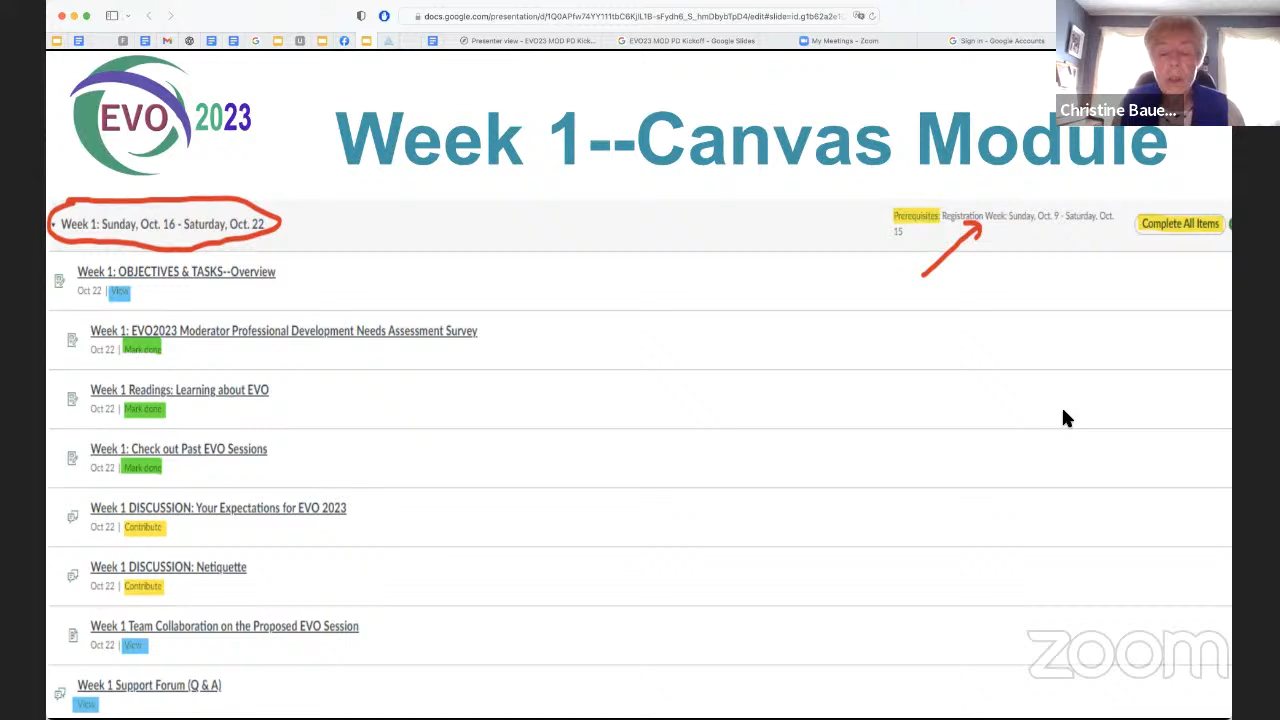 docs.google.com/presentation/d/
Presenter view - EVO23 MOD PD Kick...
EVO23 MOD PD Kickoff - Google Slides
My Meetings - Zoom
Sign in - Google Accounts
Christine Baue...
EVO 2023
Week 1--Canvas Module
Week 1: Sunday, Oct. 16 - Saturday, Oct. 22
Prerequisites: Registration Week: Sunday, Oct. 9 - Saturday, Oct.
15
Complete All Items
Week 1: OBJECTIVES & TASKS--Overview
Oct 22 | View
Week 1: EVO2023 Moderator Professional Development Needs Assessment Survey
Oct 22 | Mark done
Week 1 Readings: Learning about EVO
Oct 22 | Mark done
Week 1: Check out Past EVO Sessions
Oct 22 | Mark done
Week 1 DISCUSSION: Your Expectations for EVO 2023
Oct 22 | Contribute
Week 1 DISCUSSION: Netiquette
Oct 22 | Contribute
Week 1 Team Collaboration on the Proposed EVO Session
Oct 22 | View
Week 1 Support Forum (Q & A)
View
zoom